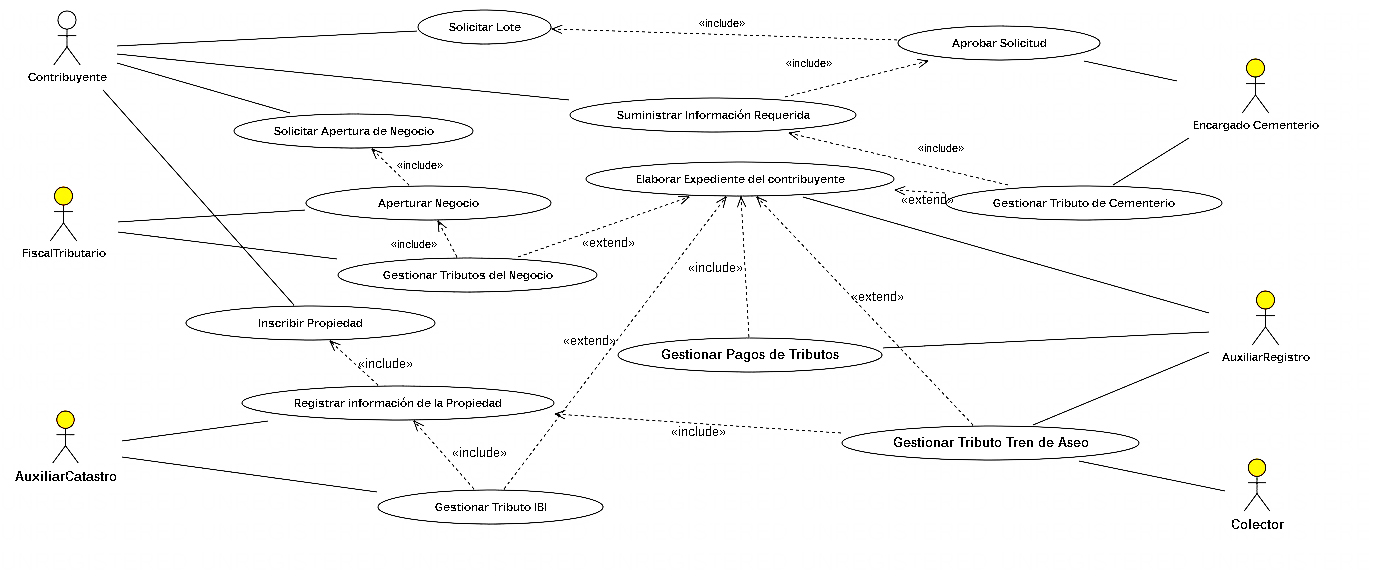 Solicitar Lote
«include»
Aprobar Solicitud
Contribuyente
«include»
Suministrar Información Requerida
Encargado Cementerio
Solicitar Apertura de Negocio
«include»
«include»
Elaborar Expediente del contribuyente
«extend»
Aperturar Negocio
Gestionar Tributo de Cementerio
FiscalTributario
«include»
«extend»
Gestionar Tributos del Negocio
«include»
«extend»
Inscribir Propiedad
«extend»
Gestionar Pagos de Tributos
AuxiliarRegistro
«include»
Registrar información de la Propiedad
«include»
Gestionar Tributo Tren de Aseo
«include»
AuxiliarCatastro
Gestionar Tributo IBI
Colector